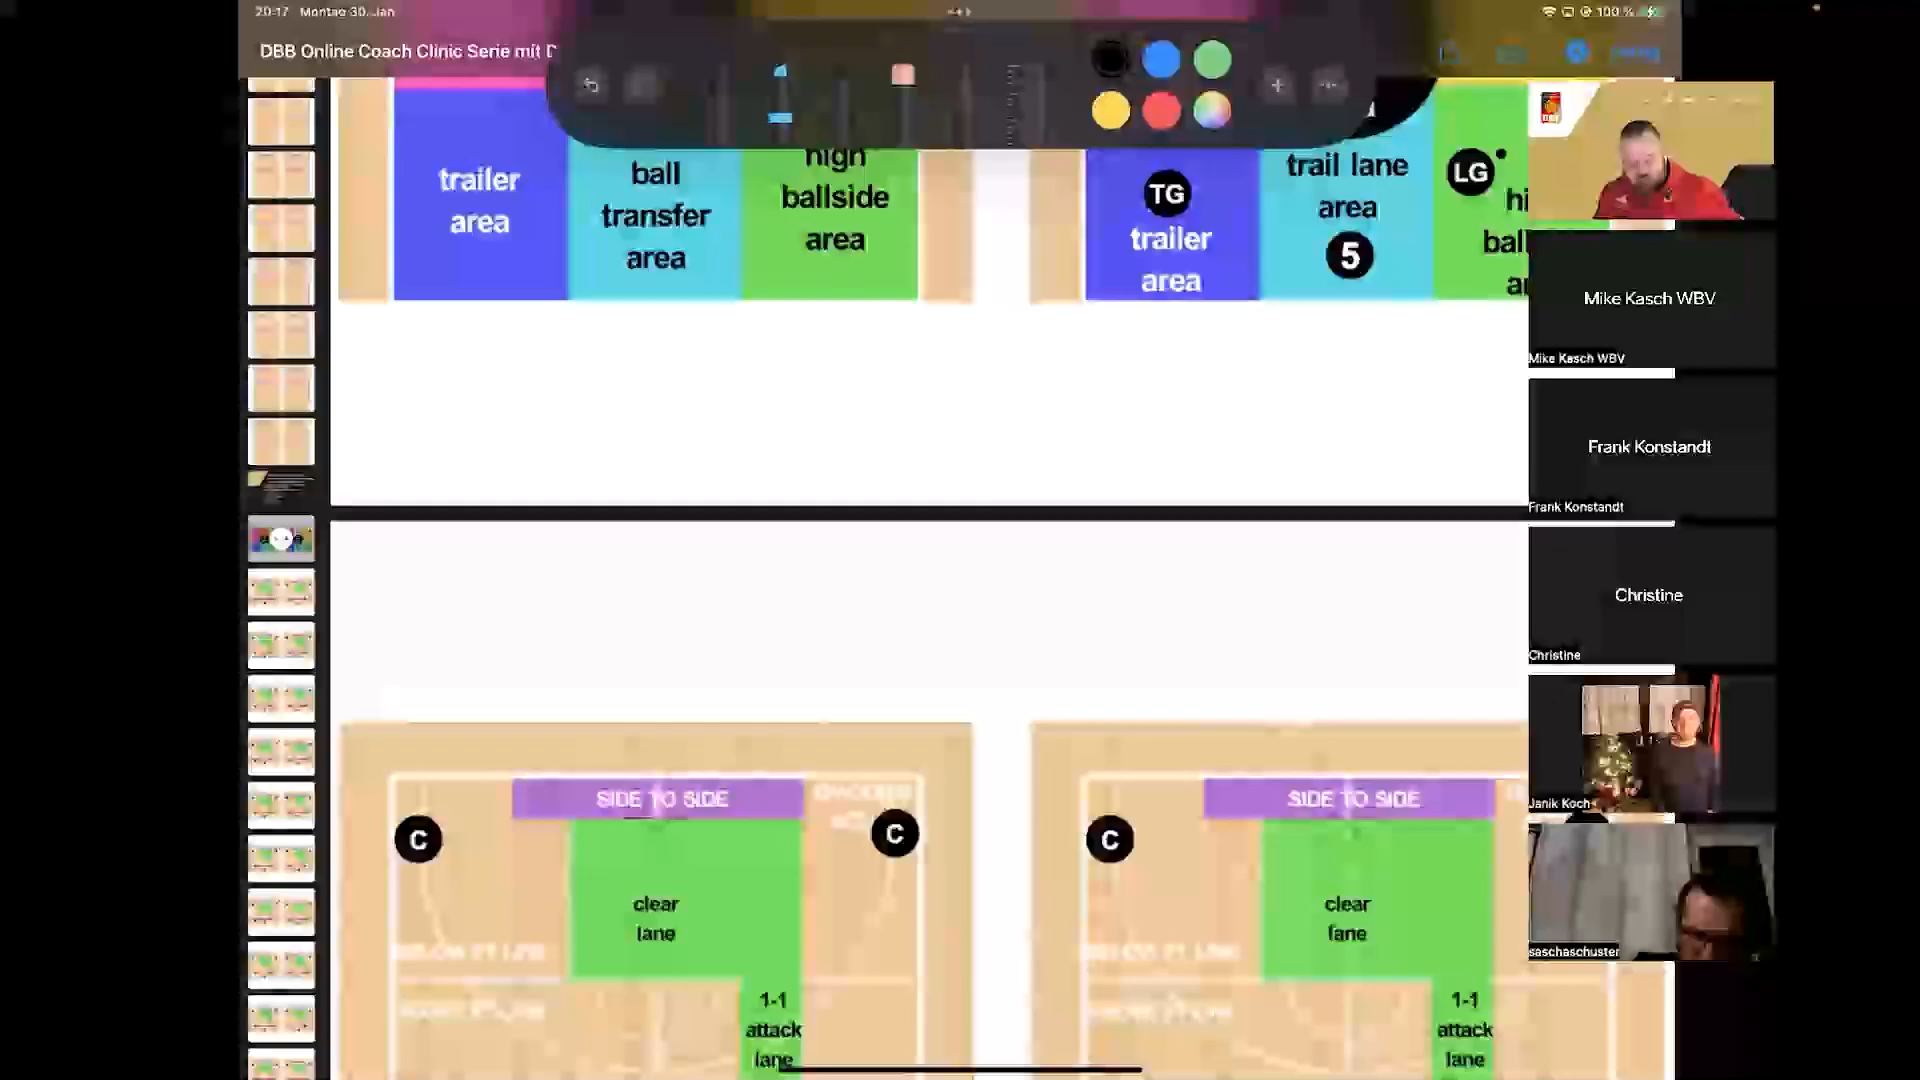 20:17 Montag 30. Jan
100 %
DBB Online Coach Clinic Serie mit D
trailer
area
ball
transfer
area
high
ballside
area
TG
trailer
area
trail lane
area
5
LG
Mike Kasch WBV
Mike Kasch WBV
Frank Konstandt
Frank Konstandt
Christine
Christine
Janik Koch
saschaschuster
SIDE TO SIDE
C
C
clear
lane
1-1
attack
lane
SIDE TO SIDE
C
clear
lane
1-1
attack
lane